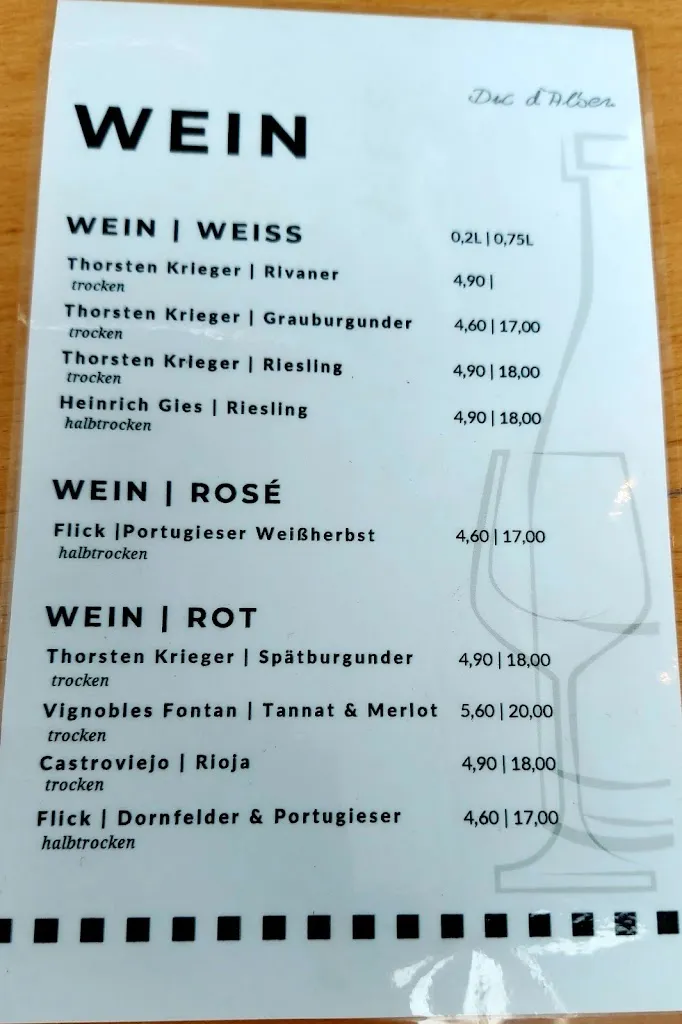 Duc d'Alben
WEIN
WEIN | WEISS 0,2L | 0,75L
Thorsten Krieger | Rivaner 4,90 |
trocken
Thorsten Krieger | Grauburgunder 4,60 | 17,00
trocken
Thorsten Krieger | Riesling 4,90 | 18,00
trocken
Heinrich Gies | Riesling 4,90 | 18,00
halbtrocken
WEIN | ROSÉ
Flick |Portugieser Weißherbst 4,60 | 17,00
halbtrocken
WEIN | ROT
Thorsten Krieger | Spätburgunder 4,90 | 18,00
trocken
Vignobles Fontan | Tannat & Merlot 5,60 | 20,00
trocken
Castroviejo | Rioja 4,90 | 18,00
trocken
Flick | Dornfelder & Portugieser 4,60 | 17,00
halbtrocken